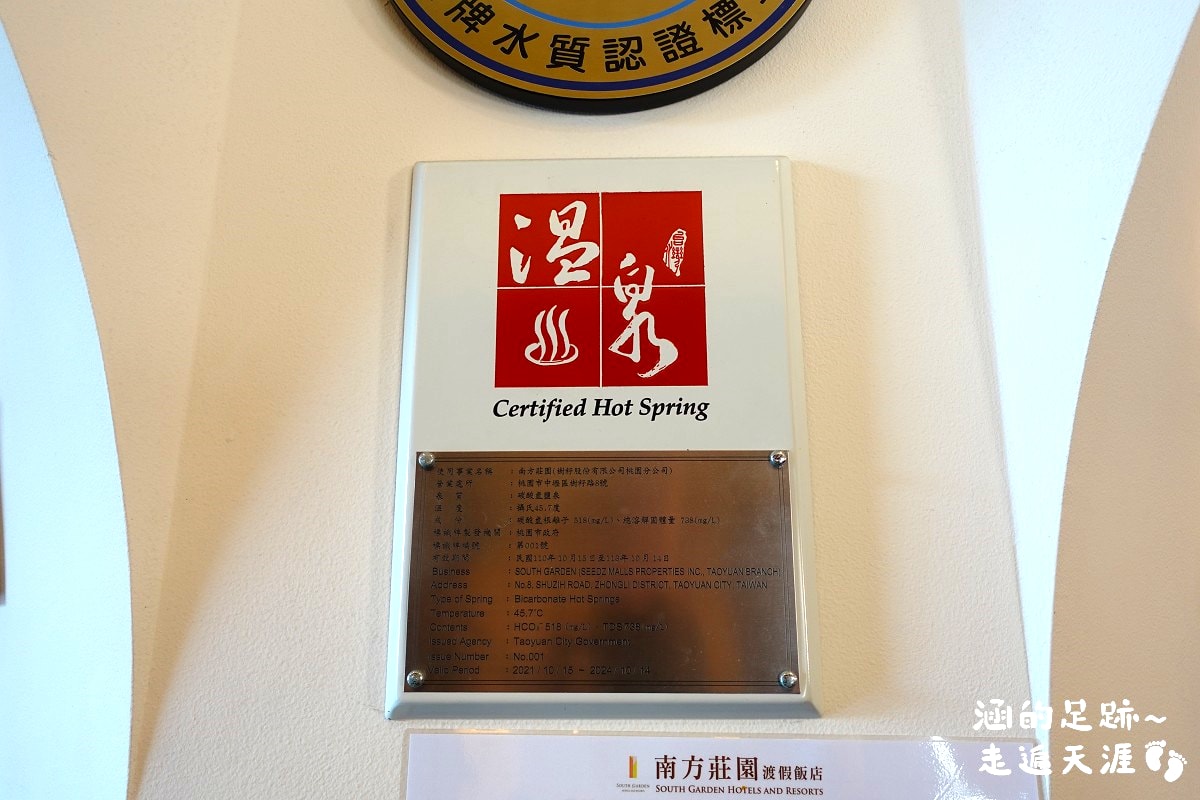 牌水質認證標
溫泉
台灣
Certified Hot Spring
使用事業名稱 : 南方莊園(樹籽股份有限公司桃園分公司)
營業處所 : 桃園市中壢區樹籽路8號
泉 質 : 碳酸氫鹽泉
溫 度 : 攝氏45.7度
成 分 : 碳酸氫根離子 518(mg/L)、總溶解固體量 738(mg/L)
標識牌製發機關 : 桃園市政府
標識牌編號 : 第001號
有效期間 : 民國110年10月15日至113年10月14日
Business : SOUTH GARDEN (SEEDZ MALLS PROPERTIES INC., TAOYUAN BRANCH)
Address : No.8, SHUZIH ROAD, ZHONGLI DISTRICT, TAOYUAN CITY, TAIWAN
Type of Spring : Bicarbonate Hot Springs
Temperature : 45.7°C
Contents : HCO₃⁻ 518 (mg/L)、TDS 738 (mg/L)
Issued Agency : Taoyuan City Government
Issue Number : No.001
Valid Period : 2021 / 10 / 15 ~ 2024 / 10 / 14
南方莊園渡假飯店
SOUTH GARDEN HOTELS AND RESORTS
涵的足跡~
走遍天涯